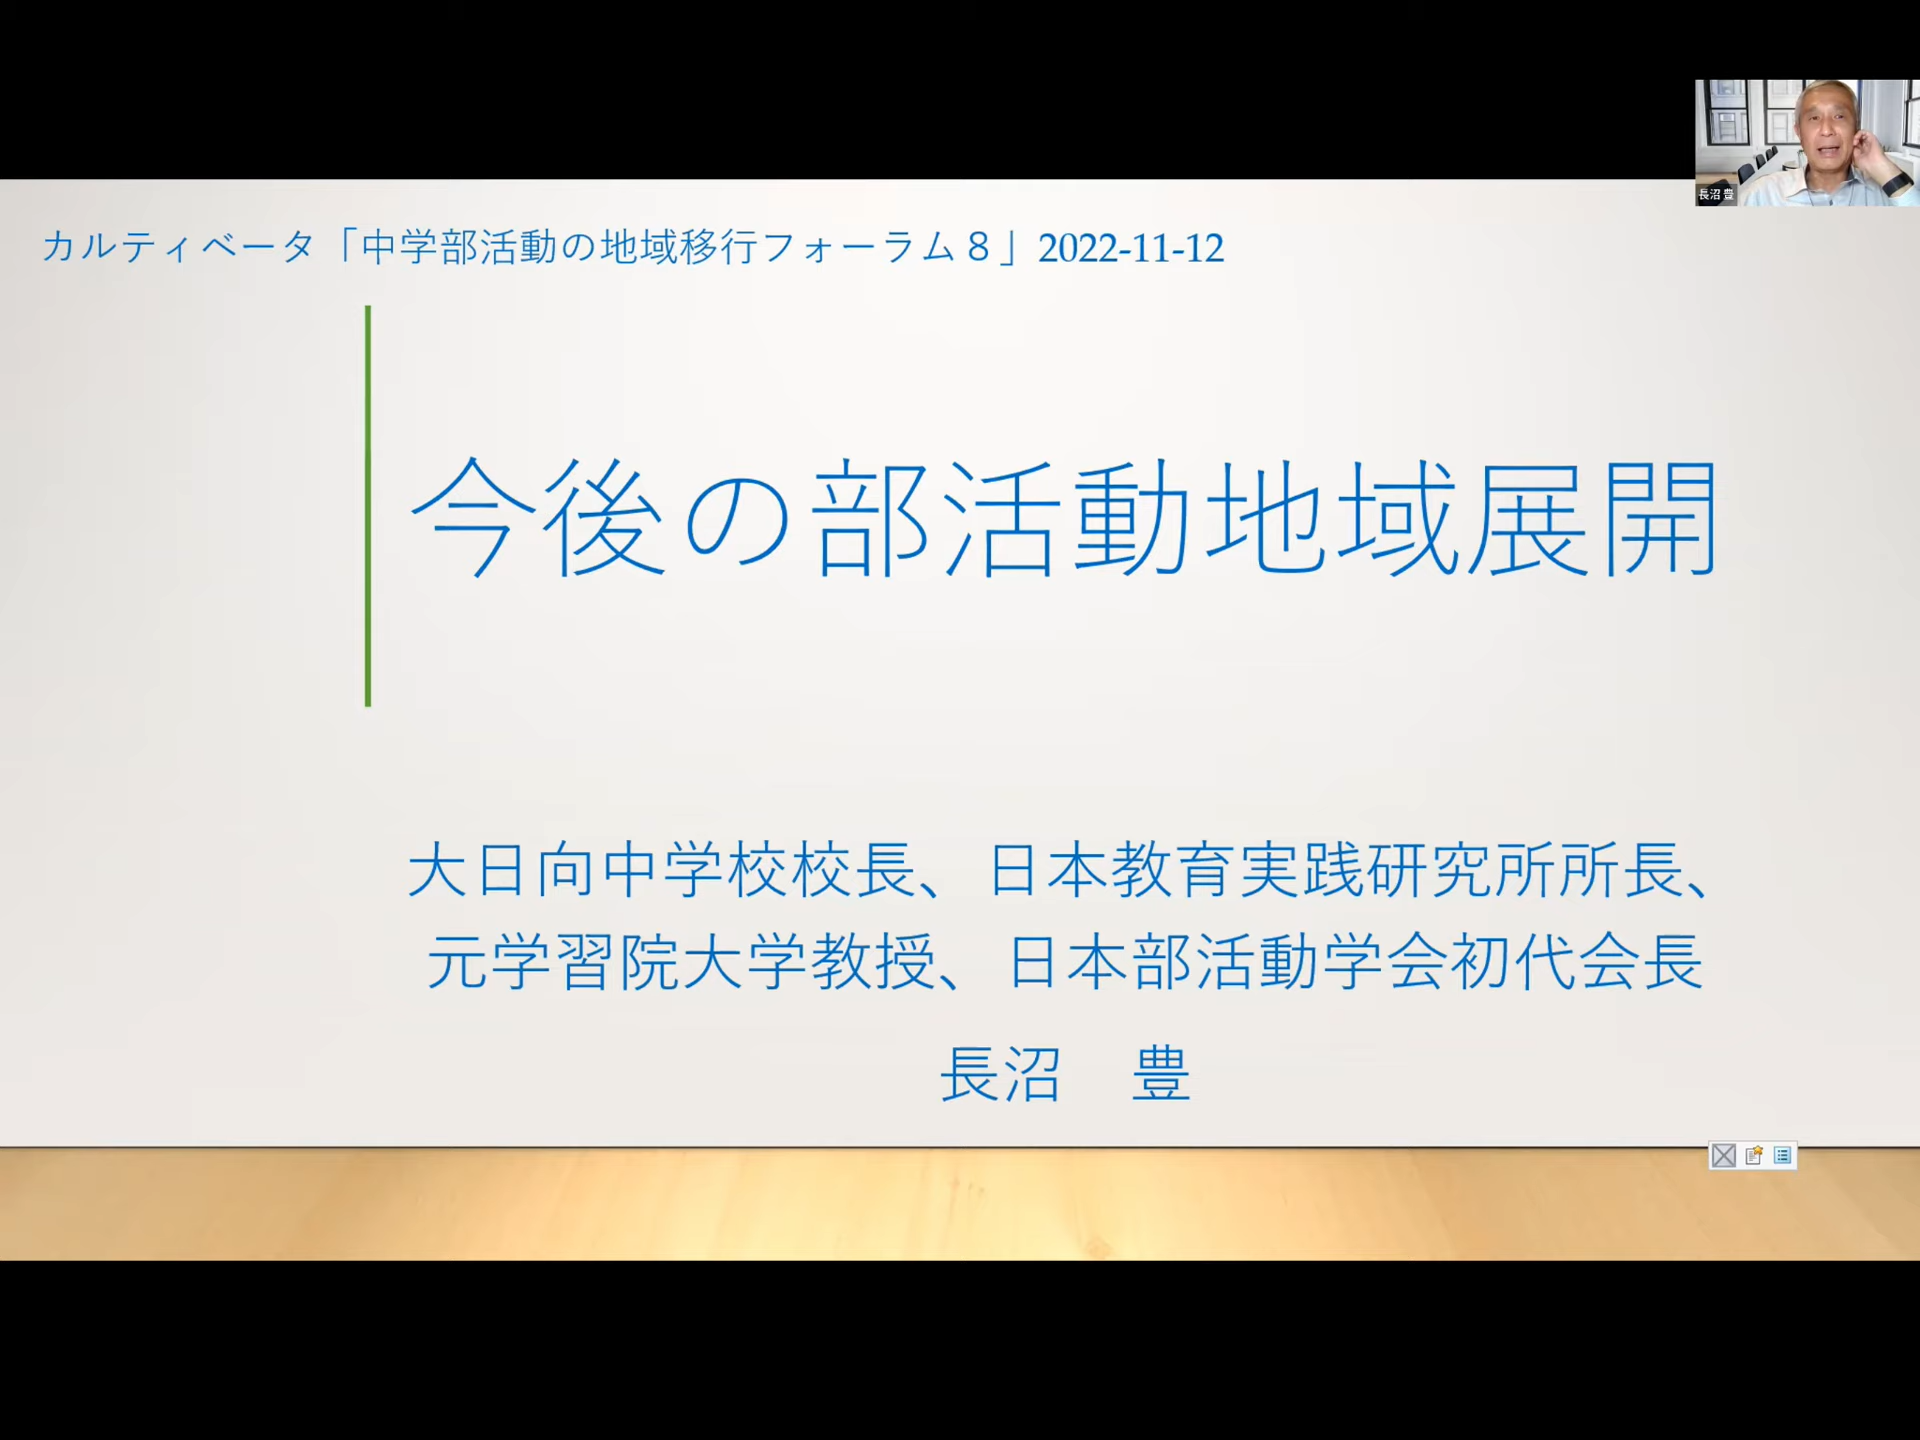 長沼 豊
カルティベータ「中学部活動の地域移行フォーラム８」2022-11-12
今後の部活動地域展開
大日向中学校校長、日本教育実践研究所所長、
元学習院大学教授、日本部活動学会初代会長
長沼　豊